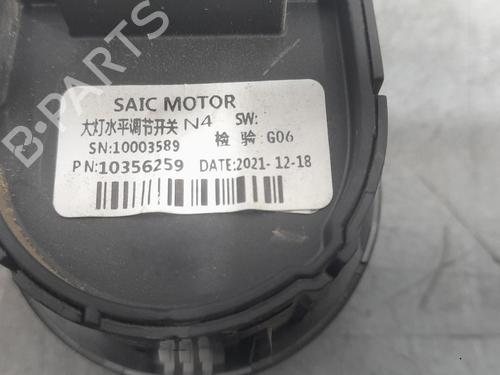 B-PARTS
SAIC MOTOR
大灯水平调节开关 N4 SW:
SN:10003589 检 验: G06
PN:10356259 DATE:2021-12-18